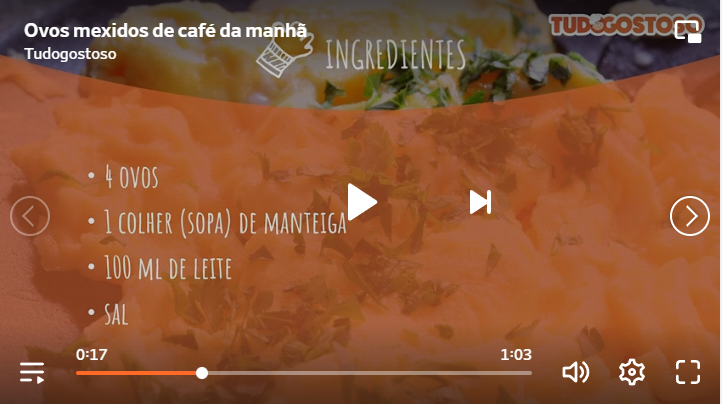 Ovos mexidos de café da manhã
Tudogostoso
TUDOGOSTOSO
INGREDIENTES
• 4 OVOS
• 1 COLHER (SOPA) DE MANTEIGA
• 100 ML DE LEITE
• SAL
0:17
1:03